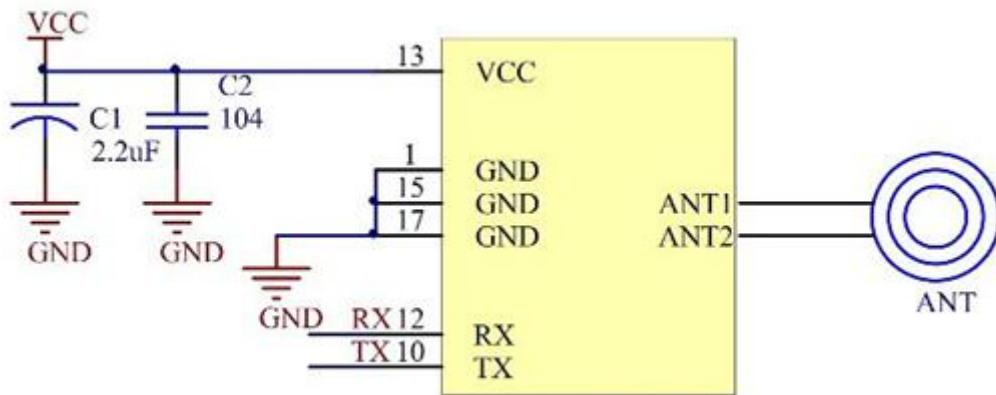 VCC
13
VCC
C1
2.2uF
C2
104
GND
GND
1
GND
15
GND
17
GND
GND
RX 12
RX
TX 10
TX
ANT1
ANT2
ANT